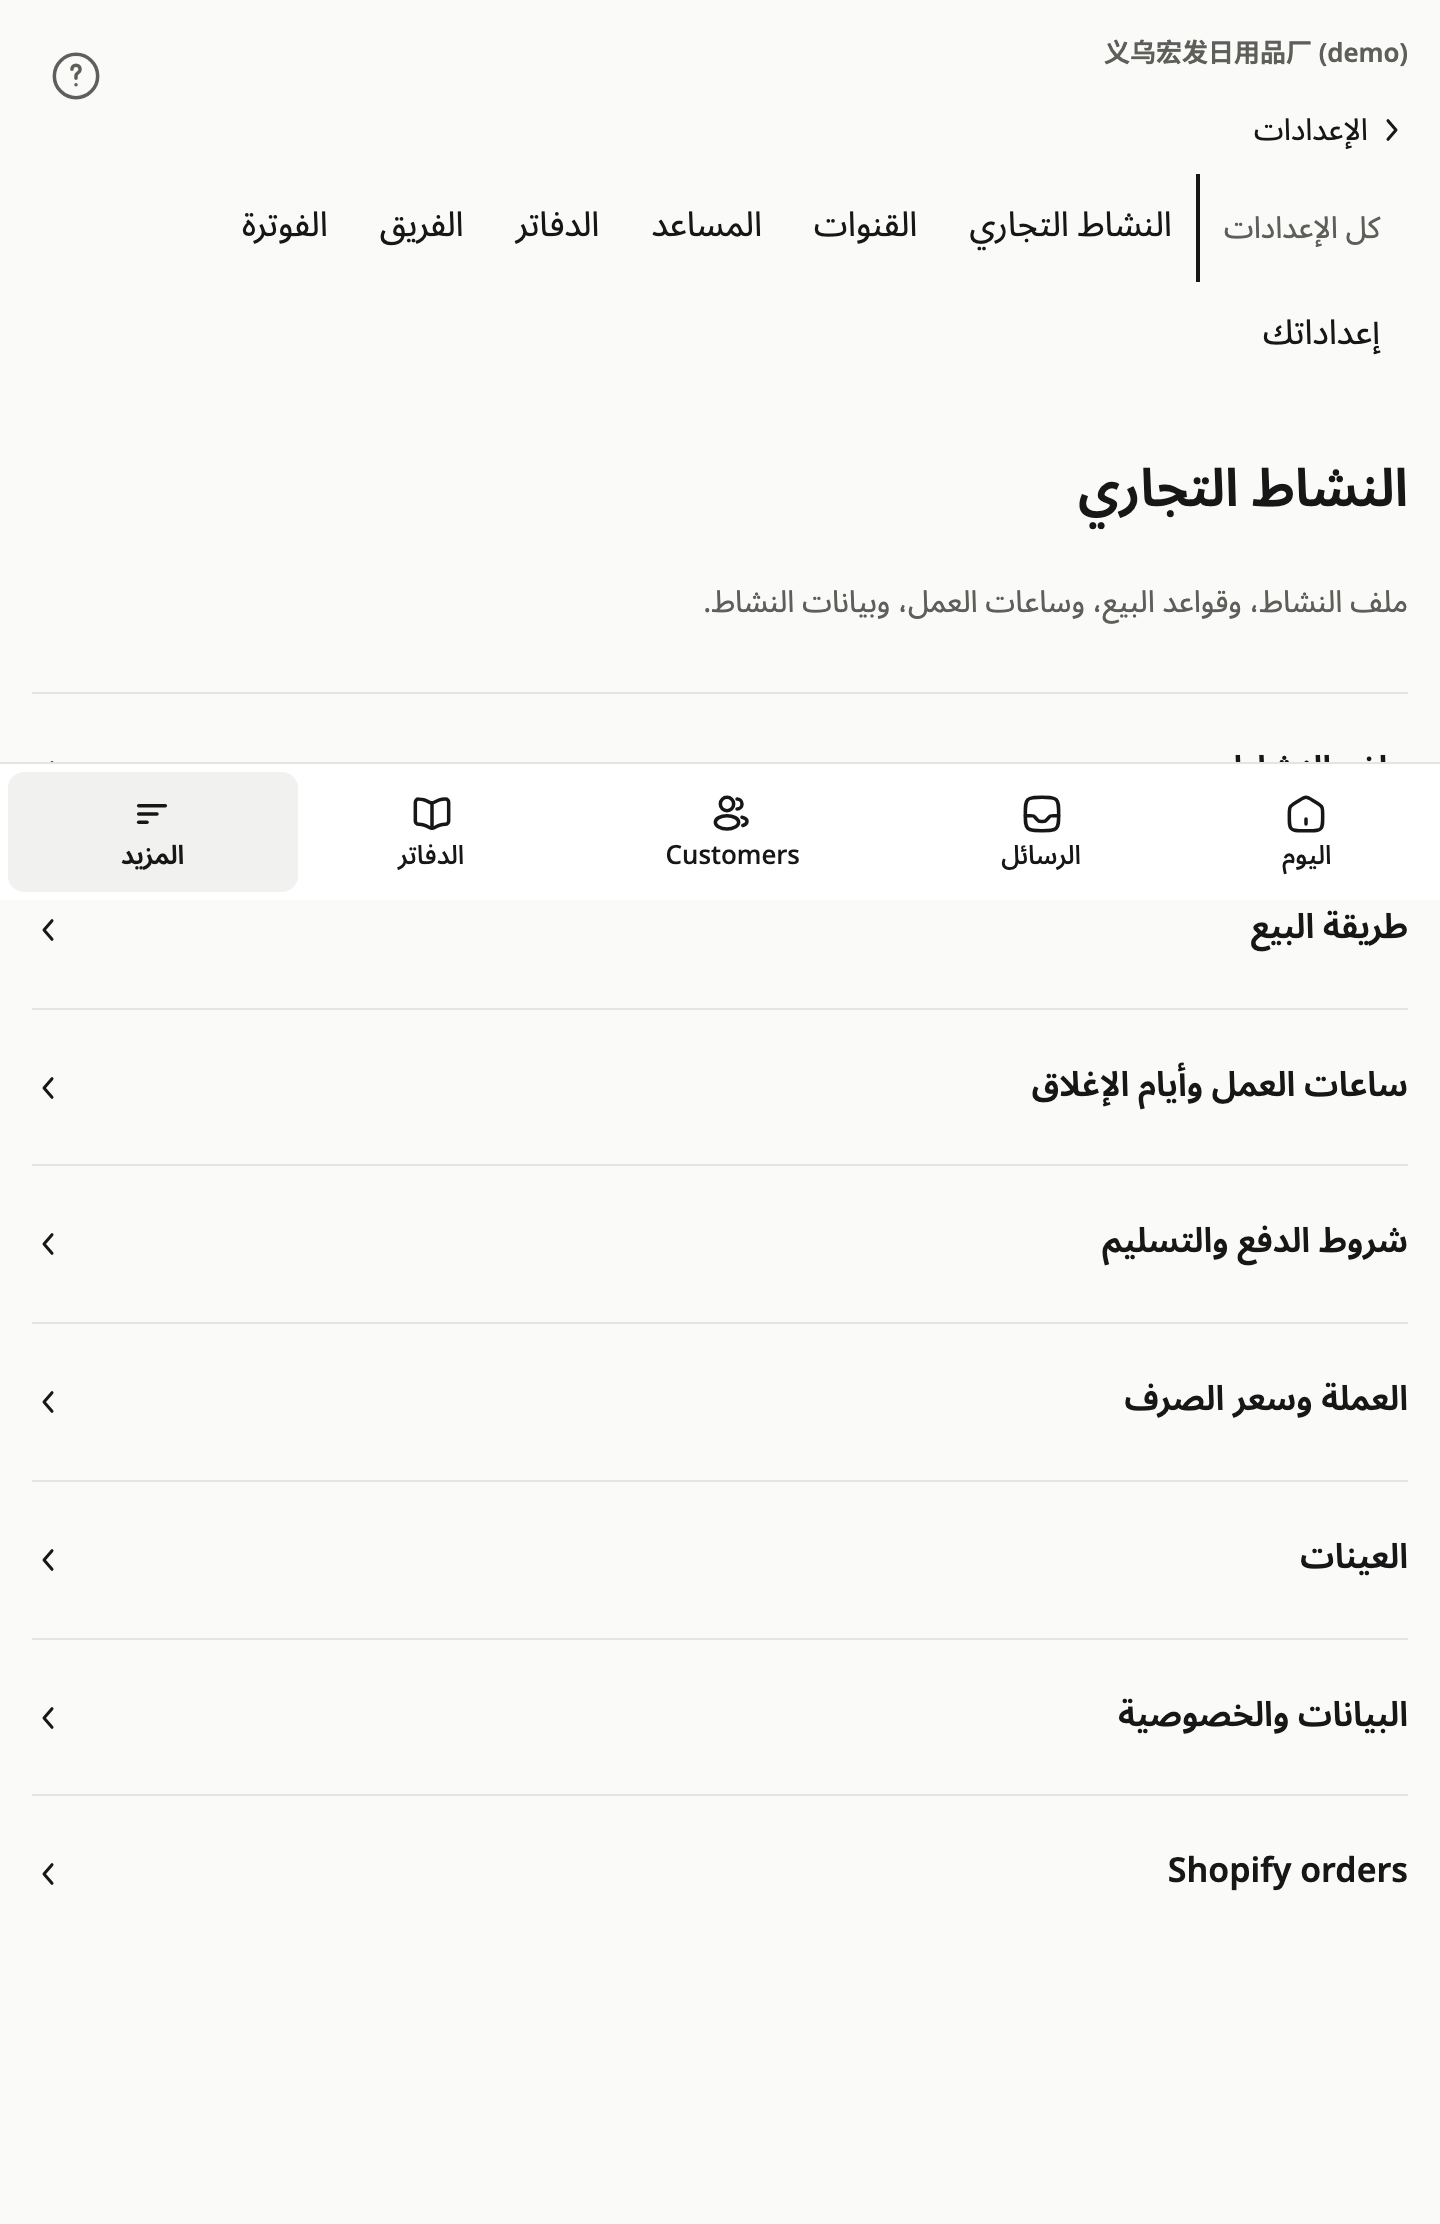 义乌宏发日用品厂 (demo)
الإعدادات
كل الإعدادات
النشاط التجاري
القنوات
المساعد
الدفاتر
الفريق
الفوترة
إعداداتك
النشاط التجاري
ملف النشاط، وقواعد البيع، وساعات العمل، وبيانات النشاط.
اليوم
الرسائل
Customers
الدفاتر
المزيد
طريقة البيع
ساعات العمل وأيام الإغلاق
شروط الدفع والتسليم
العملة وسعر الصرف
العينات
البيانات والخصوصية
Shopify orders